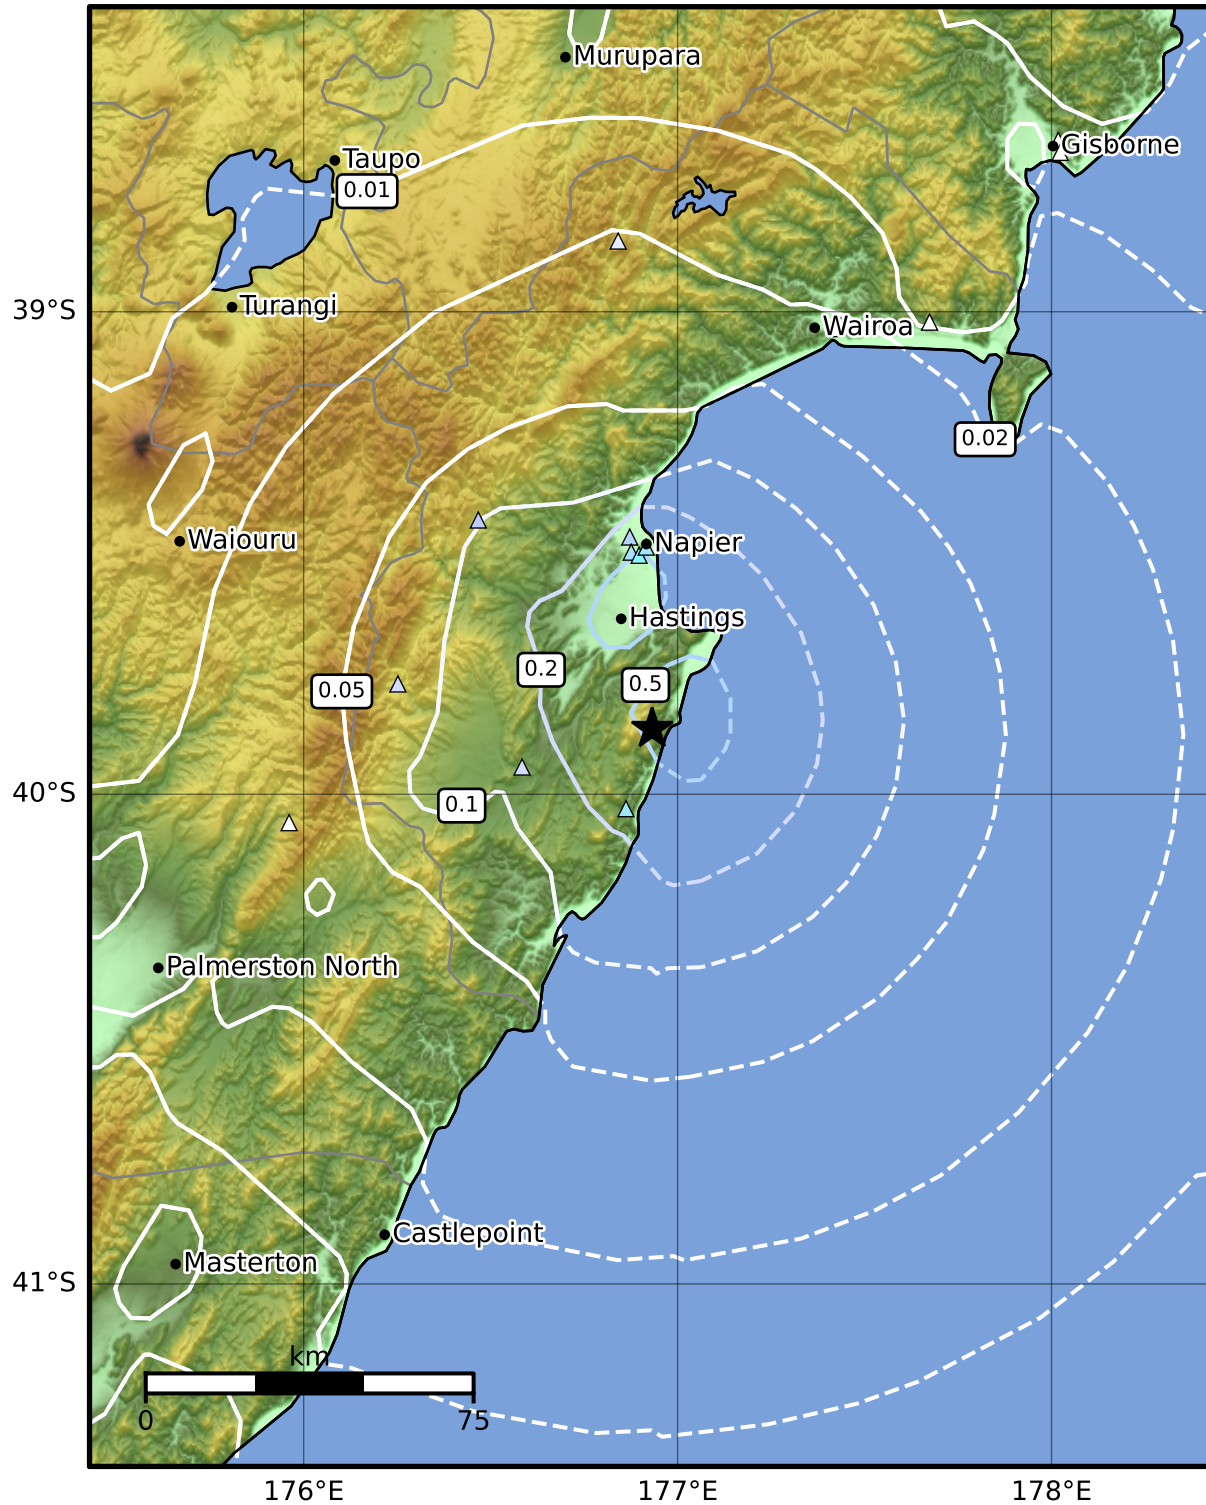 Murupara
Gisborne
Taupo
0.01
39°S
Turangi
Wairoa
0.02
Waiouru
Napier
Hastings
0.2
0.5
0.05
40°S
0.1
Palmerston North
Castlepoint
Masterton
41°S
km
0
75
176°E
177°E
178°E